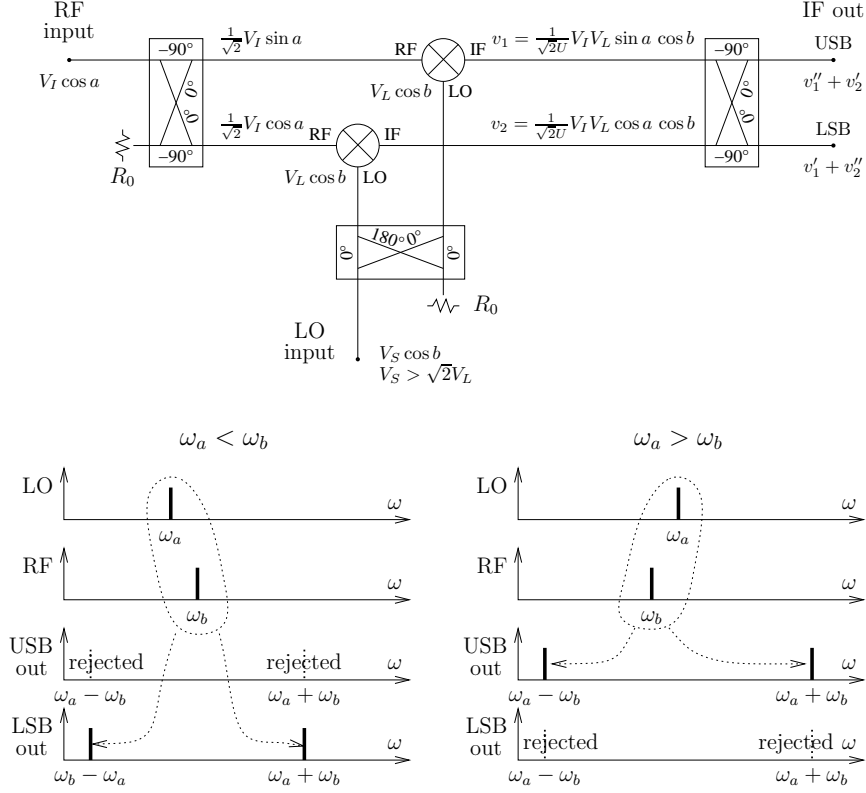 RF input
IF out
–90°
1/√2 V_I sin a
RF
IF
v_1 = 1/(√2U) V_I V_L sin a cos b
–90°
USB
V_I cos a
0°
V_L cos b
LO
0°
v_1'' + v_2'
0°
1/√2 V_I cos a
RF
IF
v_2 = 1/(√2U) V_I V_L cos a cos b
0°
LSB
–90°
V_L cos b
LO
–90°
v_1' + v_2''
R_0
0°
180°
0°
0°
R_0
LO input
V_S cos b
V_S > √2V_L
ω_a < ω_b
LO
ω
ω_a
RF
ω
ω_b
USB out
rejected
rejected
ω
ω_a − ω_b
ω_a + ω_b
LSB out
ω
ω_b − ω_a
ω_a + ω_b
ω_a > ω_b
LO
ω
ω_a
RF
ω
ω_b
USB out
ω
ω_a − ω_b
ω_a + ω_b
LSB out
rejected
rejected
ω
ω_a − ω_b
ω_a + ω_b